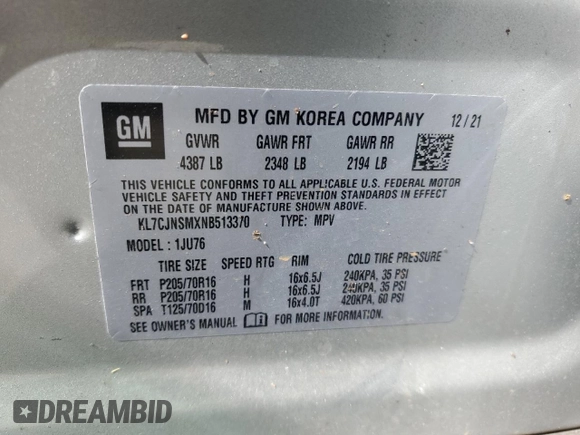 GM
MFD BY GM KOREA COMPANY 12/21
GVWR GAWR FRT GAWR RR
4387 LB 2348 LB 2194 LB
THIS VEHICLE CONFORMS TO ALL APPLICABLE U.S. FEDERAL MOTOR
VEHICLE SAFETY AND THEFT PREVENTION STANDARDS IN EFFECT
ON THE DATE OF MANUFACTURE SHOWN ABOVE.
KL7CJNSMXNB513370 TYPE: MPV
MODEL: 1JU76
TIRE SIZE SPEED RTG RIM COLD TIRE PRESSURE
FRT P205/70R16 H 16x6.5J 240KPA, 35 PSI
RR P205/70R16 H 16x6.5J 240KPA, 35 PSI
SPA T125/70D16 M 16x4.0T 420KPA, 60 PSI
SEE OWNER'S MANUAL FOR MORE INFORMATION.
DREAMBID